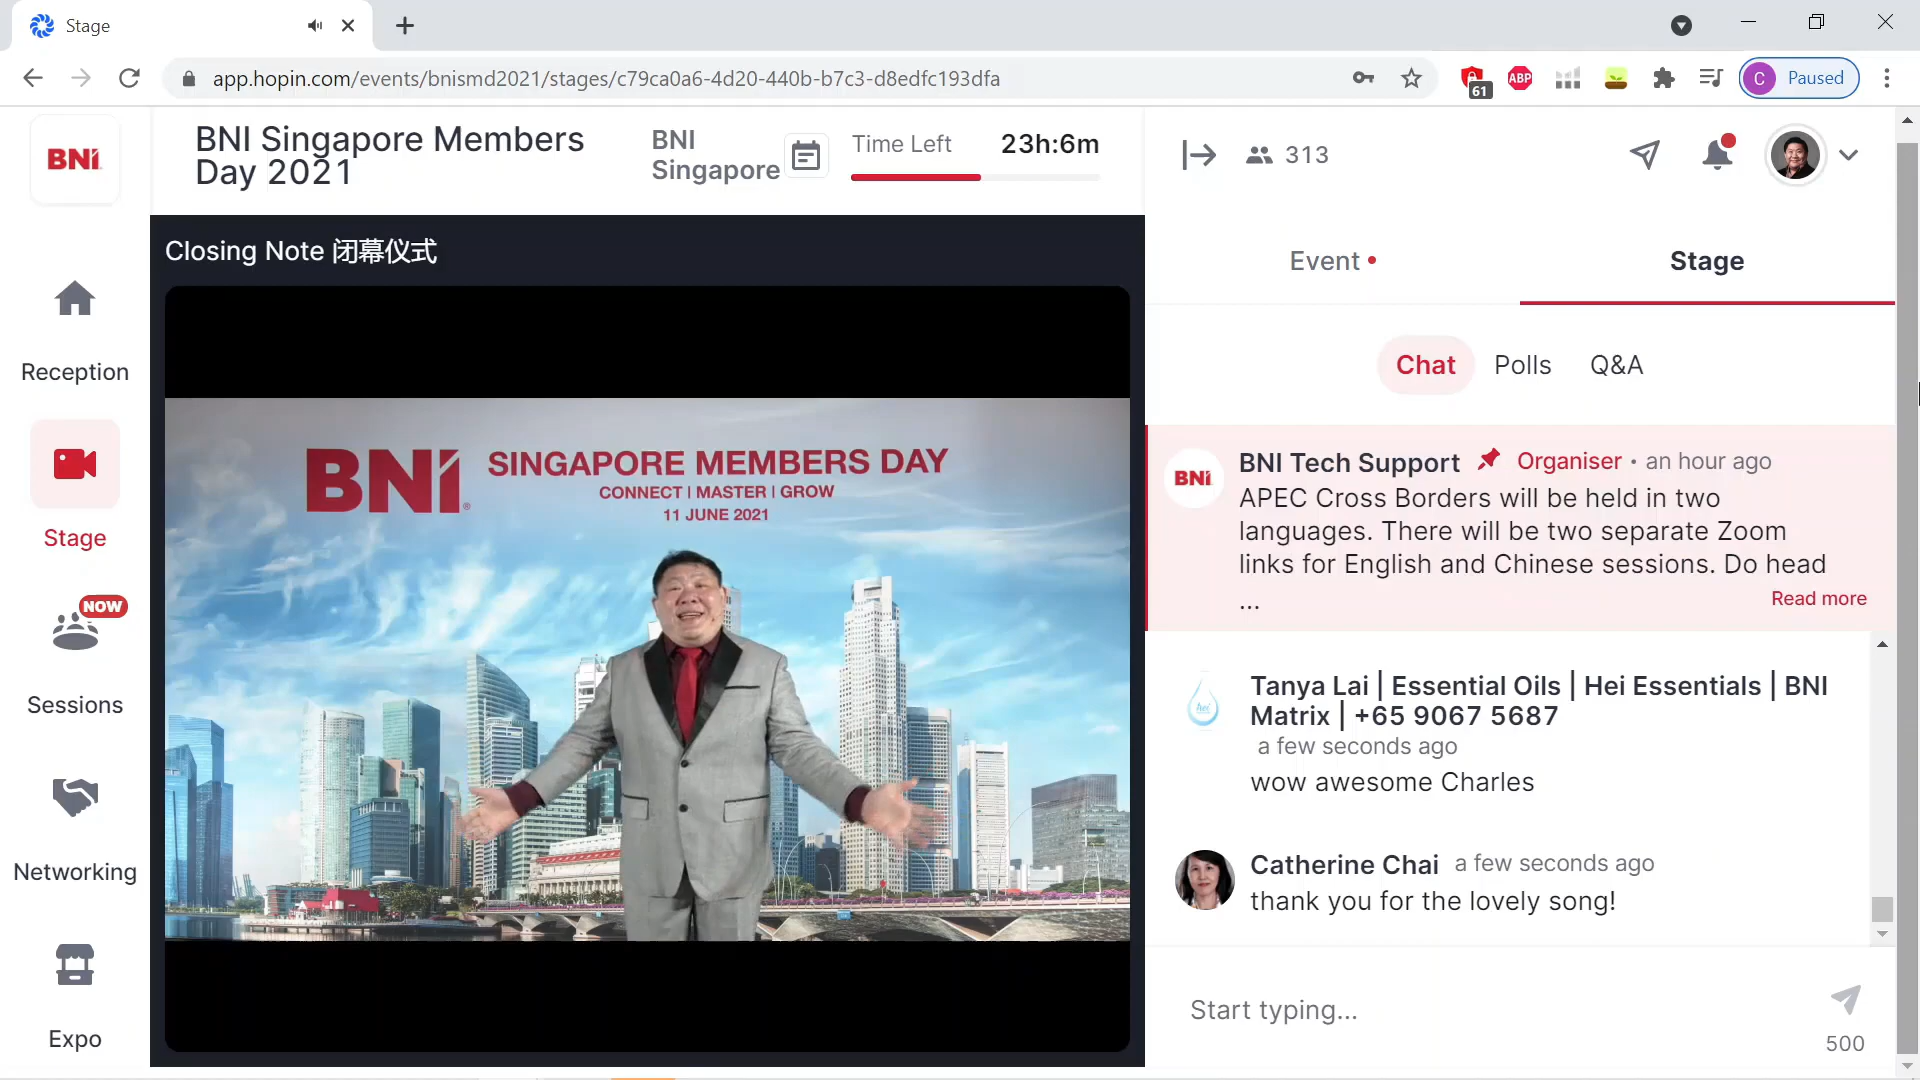 Stage
app.hopin.com/events/bnismd2021/stages/c79ca0a6-4d20-440b-b7c3-d8edfc193dfa
61
ABP
C
Paused
BNI
BNI Singapore Members
Day 2021
BNI
Singapore
Time Left
23h:6m
313
Closing Note 闭幕仪式
Event
Stage
Reception
Stage
NOW
Sessions
Networking
Expo
BNI®
SINGAPORE MEMBERS DAY
CONNECT | MASTER | GROW
11 JUNE 2021
Chat
Polls
Q&A
BNI
BNI Tech Support
Organiser • an hour ago
APEC Cross Borders will be held in two
languages. There will be two separate Zoom
links for English and Chinese sessions. Do head
...
Read more
hei
Tanya Lai | Essential Oils | Hei Essentials | BNI
Matrix | +65 9067 5687
a few seconds ago
wow awesome Charles
Catherine Chai a few seconds ago
thank you for the lovely song!
Start typing...
500